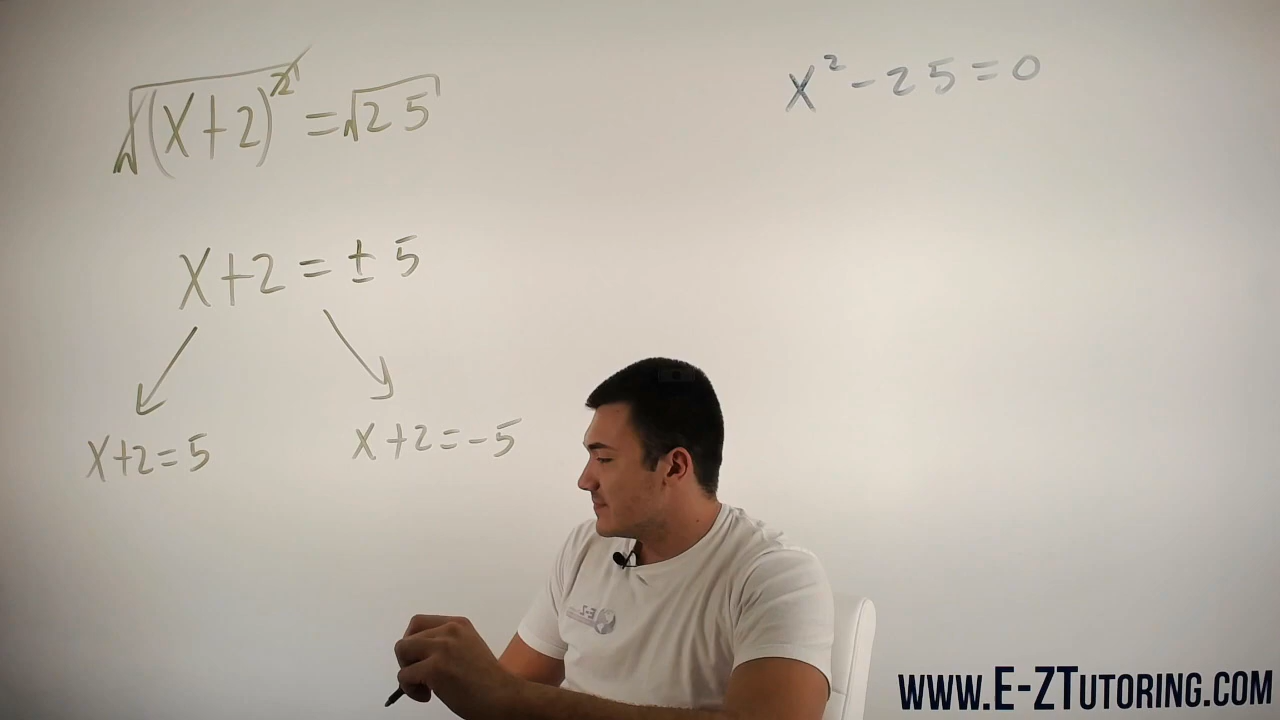 √(x+2)² = √25
x² - 25 = 0
x+2 = ± 5
x+2=5
x+2=-5
E-Z
WWW.E-ZTUTORING.COM